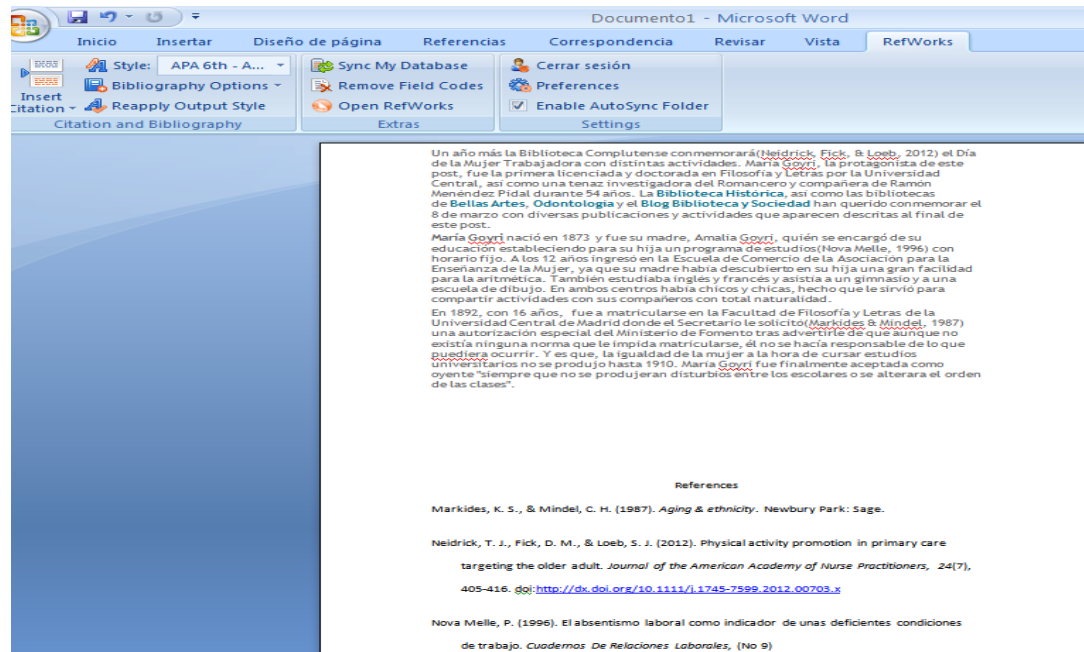 Documento1 - Microsoft Word
Inicio Insertar Diseño de página Referencias Correspondencia Revisar Vista RefWorks
Insert Citation
Style: APA 6th - A...
Bibliography Options
Reapply Output Style
Citation and Bibliography
Sync My Database
Remove Field Codes
Open RefWorks
Extras
Cerrar sesión
Preferences
Enable AutoSync Folder
Settings
Un año más la Biblioteca Complutense conmemorará(Neidrick, Fick, & Loeb, 2012) el Día
de la Mujer Trabajadora con distintas actividades. María Goyri, la protagonista de este
post, fue la primera licenciada y doctorada en Filosofía y Letras por la Universidad
Central, así como una tenaz investigadora del Romancero y compañera de Ramón
Menéndez Pidal durante 54 años. La Biblioteca Histórica, así como las bibliotecas
de Bellas Artes, Odontología y el Blog Biblioteca y Sociedad han querido conmemorar el
8 de marzo con diversas publicaciones y actividades que aparecen descritas al final de
este post.
María Goyri nació en 1873 y fue su madre, Amalia Goyri, quién se encargó de su
educación estableciendo para su hija un programa de estudios(Nova Melle, 1996) con
horario fijo. A los 12 años ingresó en la Escuela de Comercio de la Asociación para la
Enseñanza de la Mujer, ya que su madre había descubierto en su hija una gran facilidad
para la aritmética. También estudiaba inglés y francés y asistía a un gimnasio y a una
escuela de dibujo. En ambos centros había chicos y chicas, hecho que le sirvió para
compartir actividades con sus compañeros con total naturalidad.
En 1892, con 16 años, fue a matricularse en la Facultad de Filosofía y Letras de la
Universidad Central de Madrid donde el Secretario le solicitó(Markides & Mindel, 1987)
una autorización especial del Ministerio de Fomento tras advertirle de que aunque no
existía ninguna norma que le impida matricularse, él no se hacía responsable de lo que
puediera ocurrir. Y es que, la igualdad de la mujer a la hora de cursar estudios
universitarios no se produjo hasta 1910. María Goyri fue finalmente aceptada como
oyente "siempre que no se produjeran disturbios entre los escolares o se alterara el orden
de las clases".
References
Markides, K. S., & Mindel, C. H. (1987). Aging & ethnicity. Newbury Park: Sage.
Neidrick, T. J., Fick, D. M., & Loeb, S. J. (2012). Physical activity promotion in primary care
targeting the older adult. Journal of the American Academy of Nurse Practitioners, 24(7),
405-416. doi:http://dx.doi.org/10.1111/j.1745-7599.2012.00703.x
Nova Melle, P. (1996). El absentismo laboral como indicador de unas deficientes condiciones
de trabajo. Cuadernos De Relaciones Laborales, (No 9)